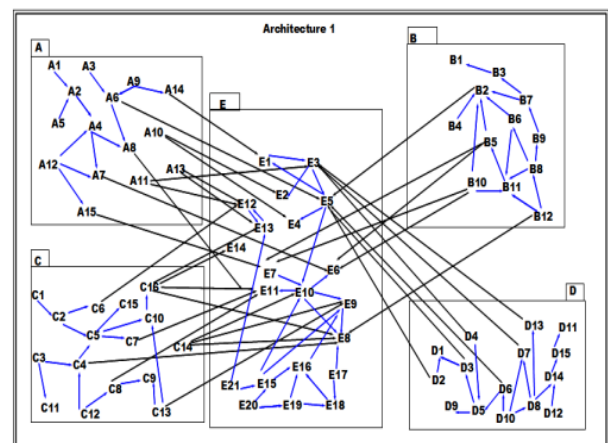 Architecture 1
A
B
A1
A3
A9
A14
A2
A6
A5
A4
A10
A8
A12
A13
A7
A11
A15
E
E1
E3
E2
E5
E12
E4
E13
E14
E7
E6
E11
E10
E9
E8
E16
E17
E21
E15
E20
E19
E18
B1
B3
B2
B7
B6
B4
B5
B9
B8
B10
B11
B12
C
C1
C15
C16
C6
C2
C10
C5
C7
C14
C3
C4
C9
C8
C11
C12
C13
D
D13
D11
D4
D1
D7
D15
D3
D14
D2
D6
D9
D5
D10
D8
D12